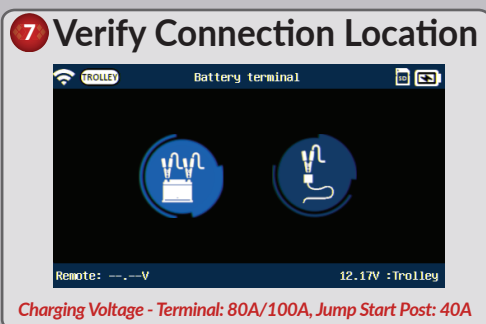 7 Verify Connection Location
TROLLEY Battery terminal SD
Remote: --.--V 12.17V :Trolley
Charging Voltage - Terminal: 80A/100A, Jump Start Post: 40A